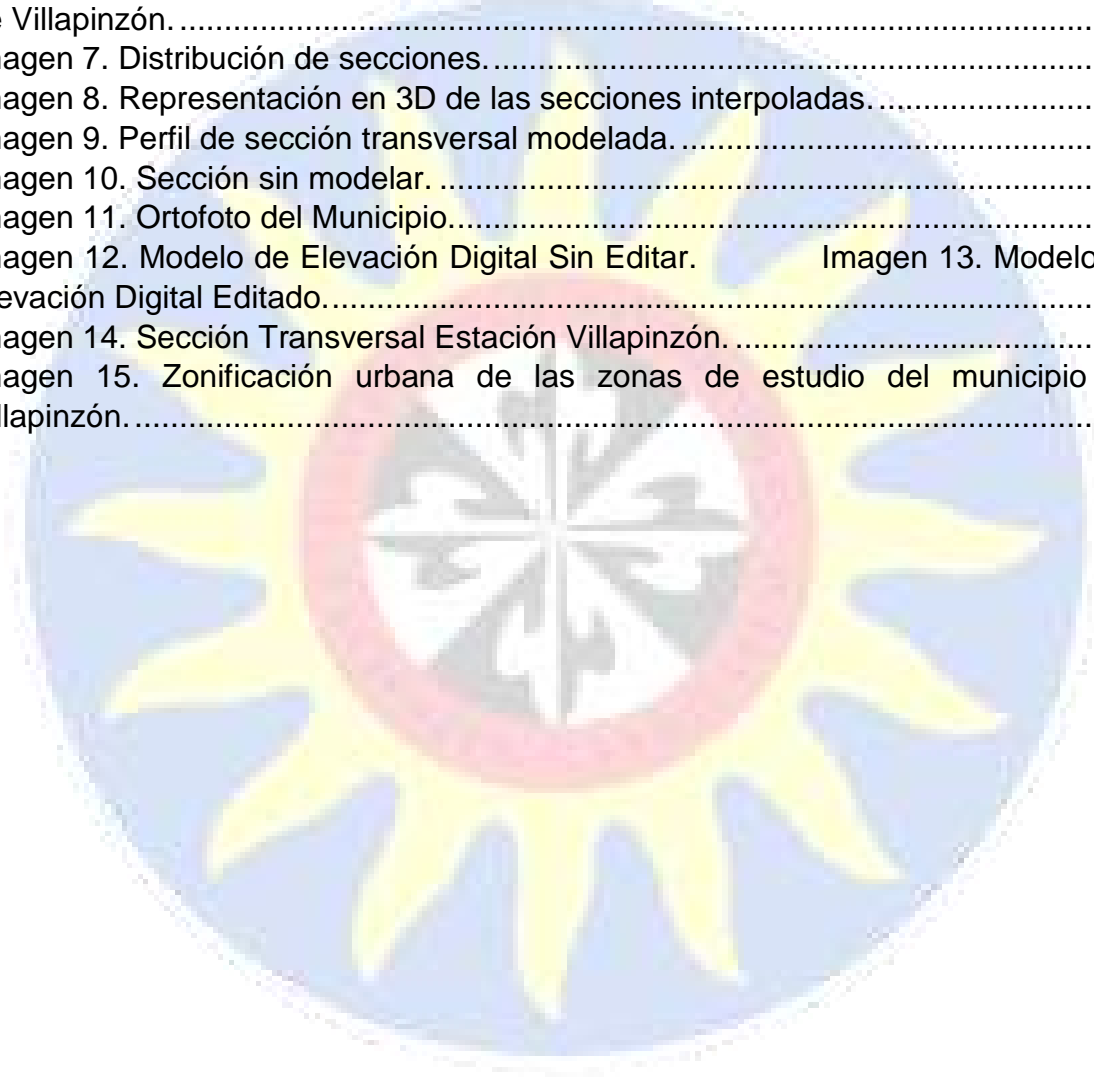 e Villapinzón. ........................................................................................................
nagen 7. Distribución de secciones. ...............................................................
nagen 8. Representación en 3D de las secciones interpoladas. .......................
nagen 9. Perfil de sección transversal modelada. ..........................................
nagen 10. Sección sin modelar. .....................................................................
nagen 11. Ortofoto del Municipio. ...................................................................
nagen 12. Modelo de Elevación Digital Sin Editar. Imagen 13. Modelo
evación Digital Editado. ..................................................................................
nagen 14. Sección Transversal Estación Villapinzón. ....................................
nagen 15. Zonificación urbana de las zonas de estudio del municipio
llapinzón. ........................................................................................................